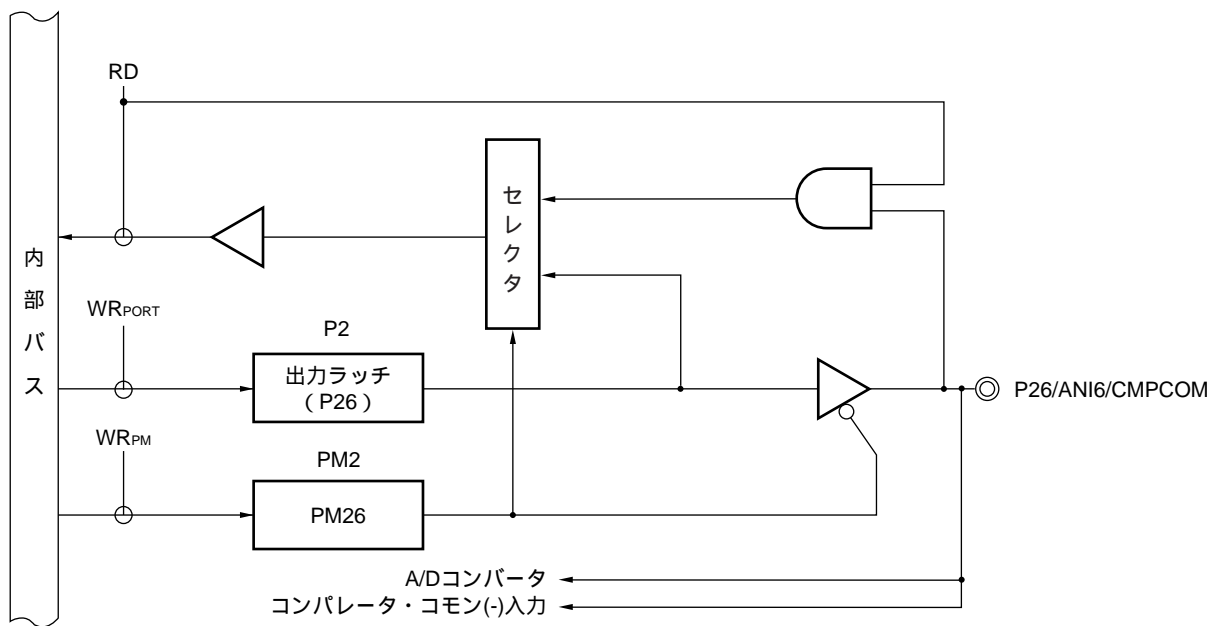 RD
セレクタ
内部バス
WRPORT
P2
出力ラッチ
(P26)
P26/ANI6/CMPCOM
WRPM
PM2
PM26
A/Dコンバータ
コンパレータ・コモン(-)入力